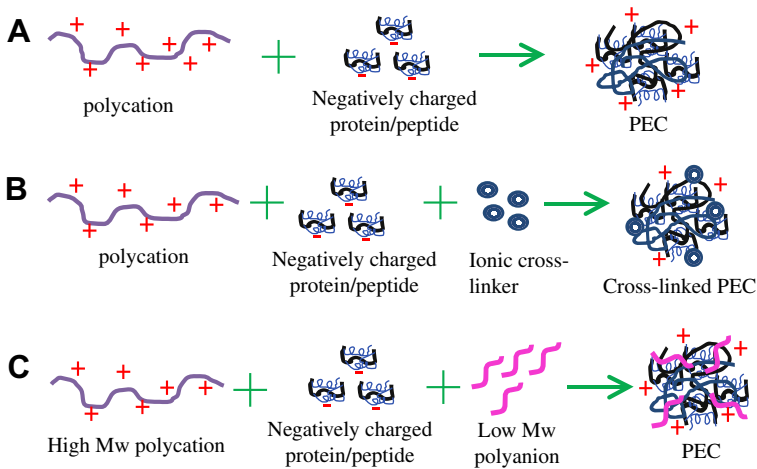 A
polycation
Negatively charged
protein/peptide
PEC
B
polycation
Negatively charged
protein/peptide
Ionic cross-
linker
Cross-linked PEC
C
High Mw polycation
Negatively charged
protein/peptide
Low Mw
polyanion
PEC